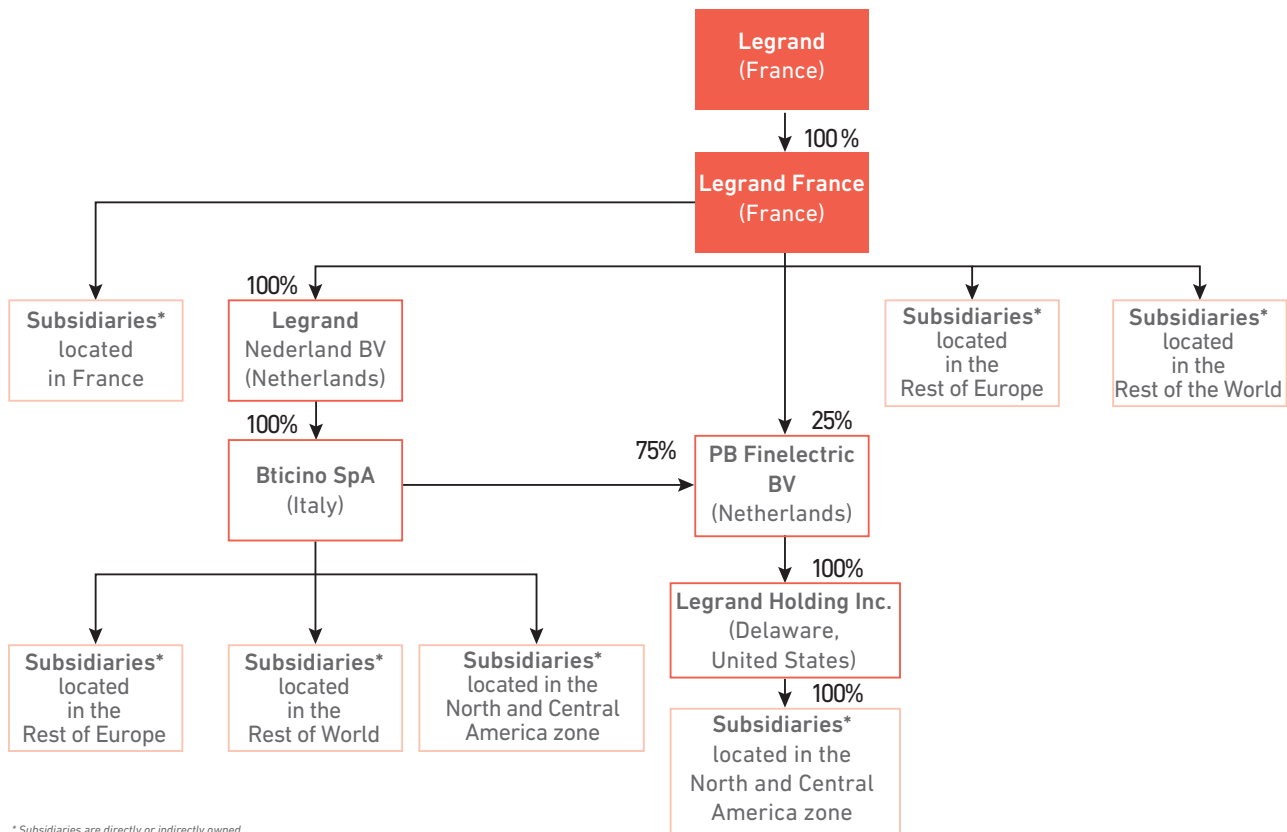 Legrand
(France)
100%
Legrand France
(France)
100%
Subsidiaries*
located
in France
Legrand
Nederland BV
(Netherlands)
Subsidiaries*
located
in the
Rest of Europe
Subsidiaries*
located
in the
Rest of the World
100%
25%
75%
Bticino SpA
(Italy)
PB Finelectric
BV
(Netherlands)
100%
Legrand Holding Inc.
(Delaware,
United States)
Subsidiaries*
located
in the
Rest of Europe
Subsidiaries*
located
in the
Rest of World
Subsidiaries*
located in the
North and Central
America zone
100%
Subsidiaries*
located in the
North and Central
America zone
* Subsidiaries are directly or indirectly owned